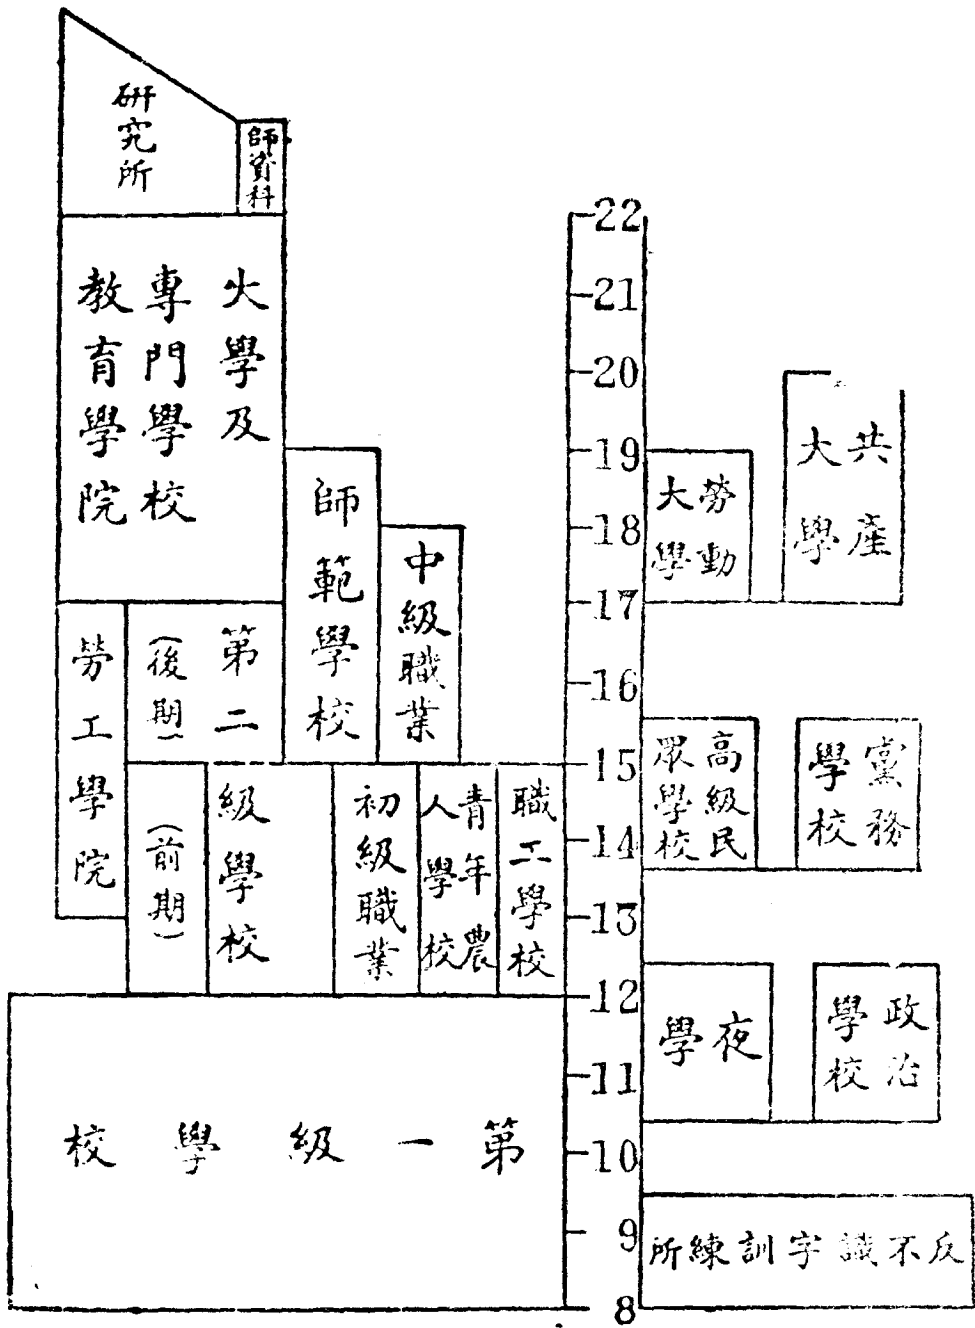 研究所
師資科
大學及
專門學校
教育學院
師範學校
中級職業
勞工學院
第二
級學校
(後期)
(前期)
初級職業
青年農
人學校
職工學校
第一級學校
22
21
20
19
18
17
16
15
14
13
12
11
10
9
8
共產
大學
勞動
大學
高級民
眾學校
黨務
學校
夜學
政治
學校
反不識字訓練所